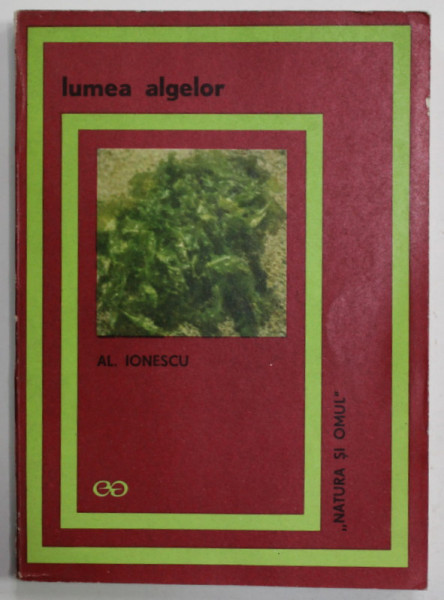 lumea algelor
AL. IONESCU
„NATURA ȘI OMUL”